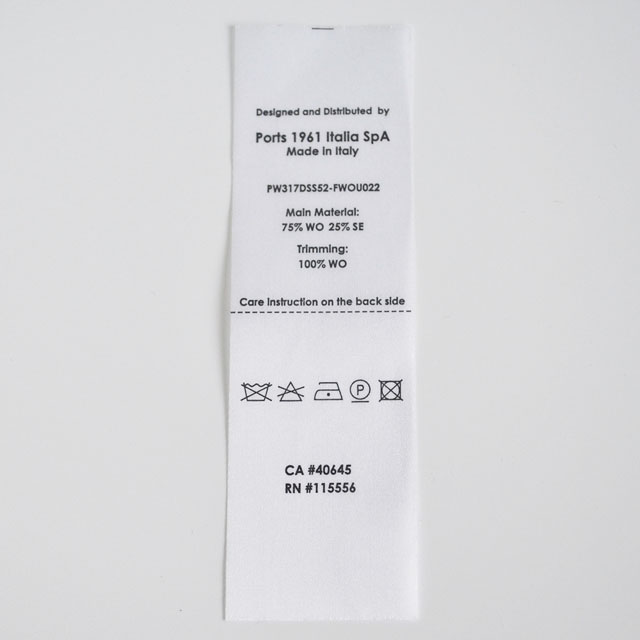 Designed and Distributed by
Ports 1961 Italia SpA
Made in Italy
PW317DSS52-FWOU022
Main Material:
75% WO 25% SE
Trimming:
100% WO
Care Instruction on the back side
P
CA #40645
RN #115556